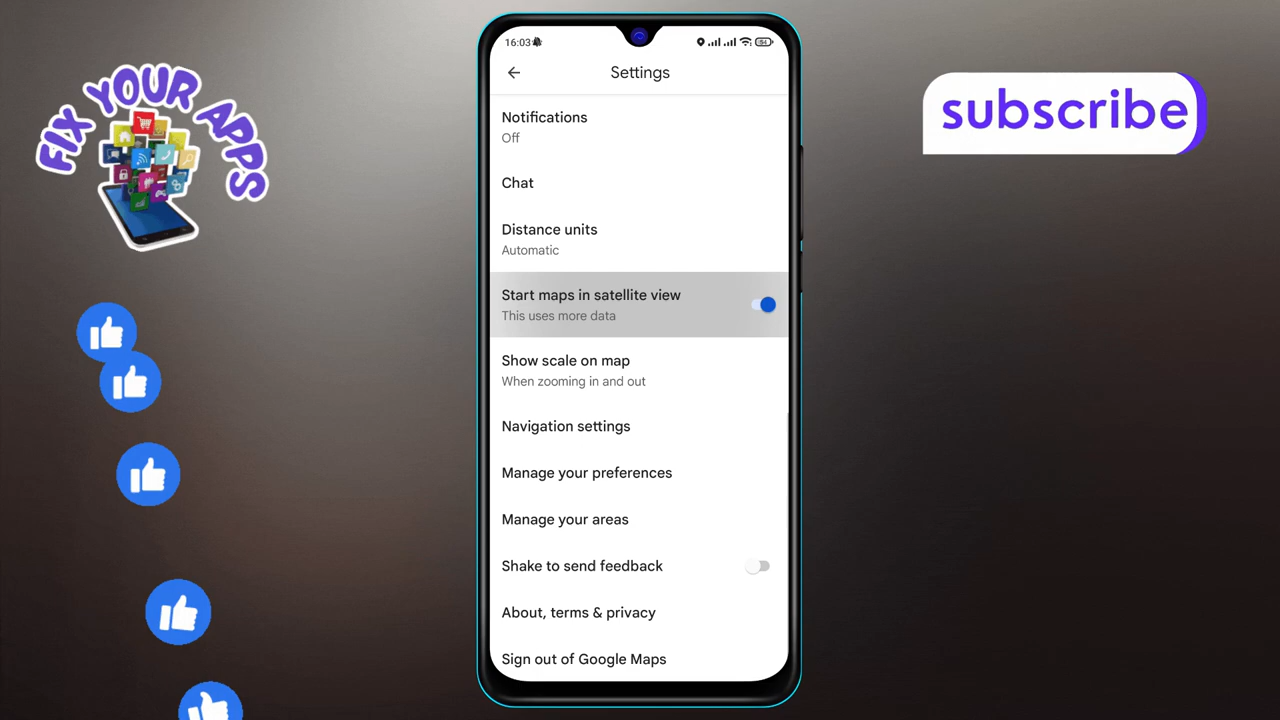 FIX YOUR APPS
subscribe
16:03
54
Settings
Notifications
Off
Chat
Distance units
Automatic
Start maps in satellite view
This uses more data
Show scale on map
When zooming in and out
Navigation settings
Manage your preferences
Manage your areas
Shake to send feedback
About, terms & privacy
Sign out of Google Maps